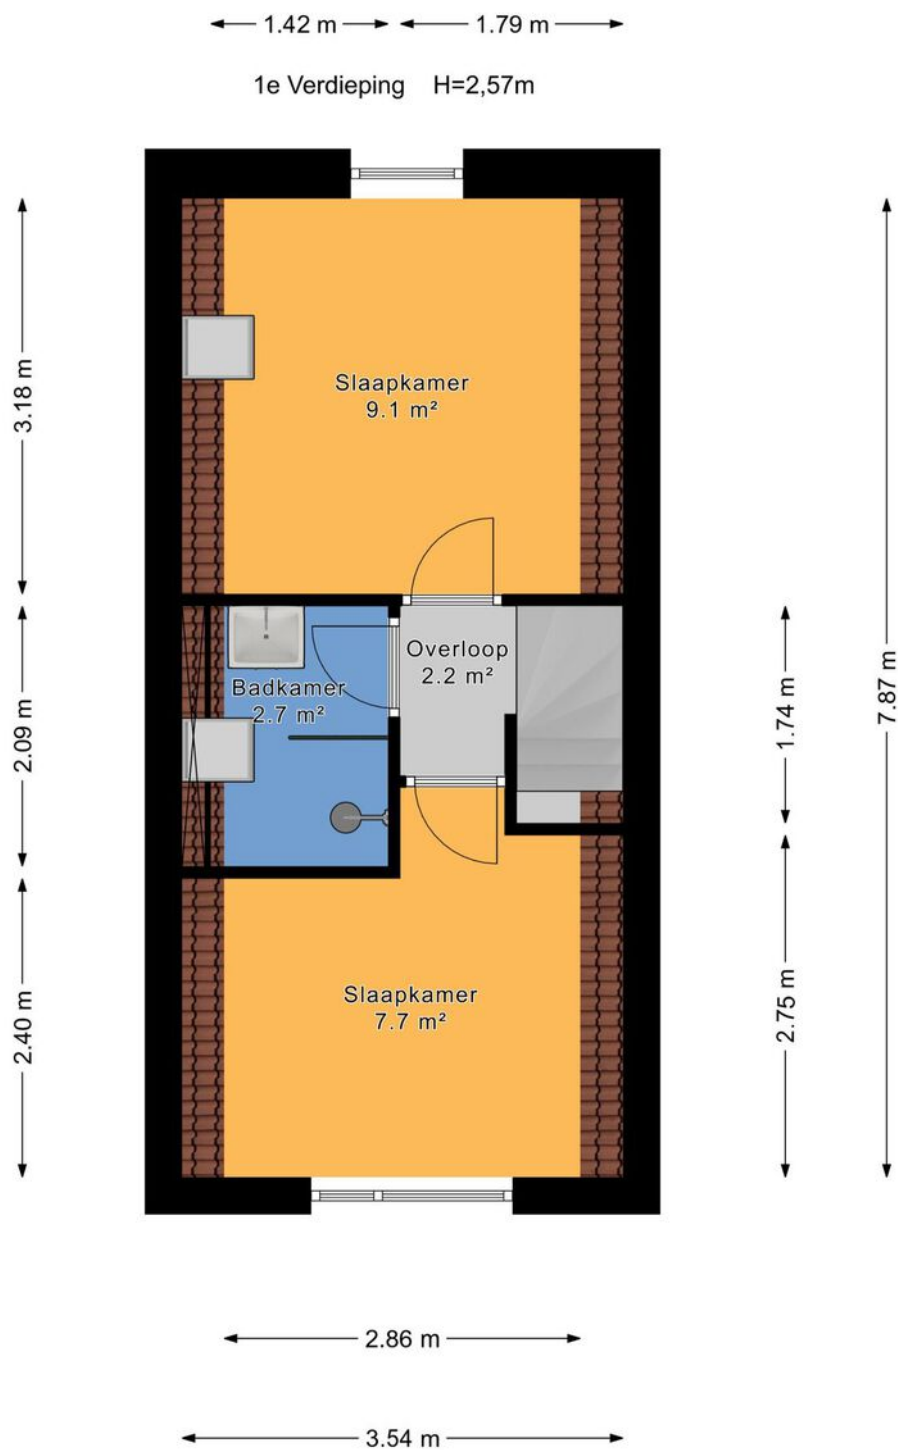 1.42 m 1.79 m
1e Verdieping H=2,57m
3.18 m
Slaapkamer
9.1 m²
Overloop
2.2 m²
Badkamer
2.7 m²
2.09 m
1.74 m
7.87 m
Slaapkamer
7.7 m²
2.40 m
2.75 m
2.86 m
3.54 m